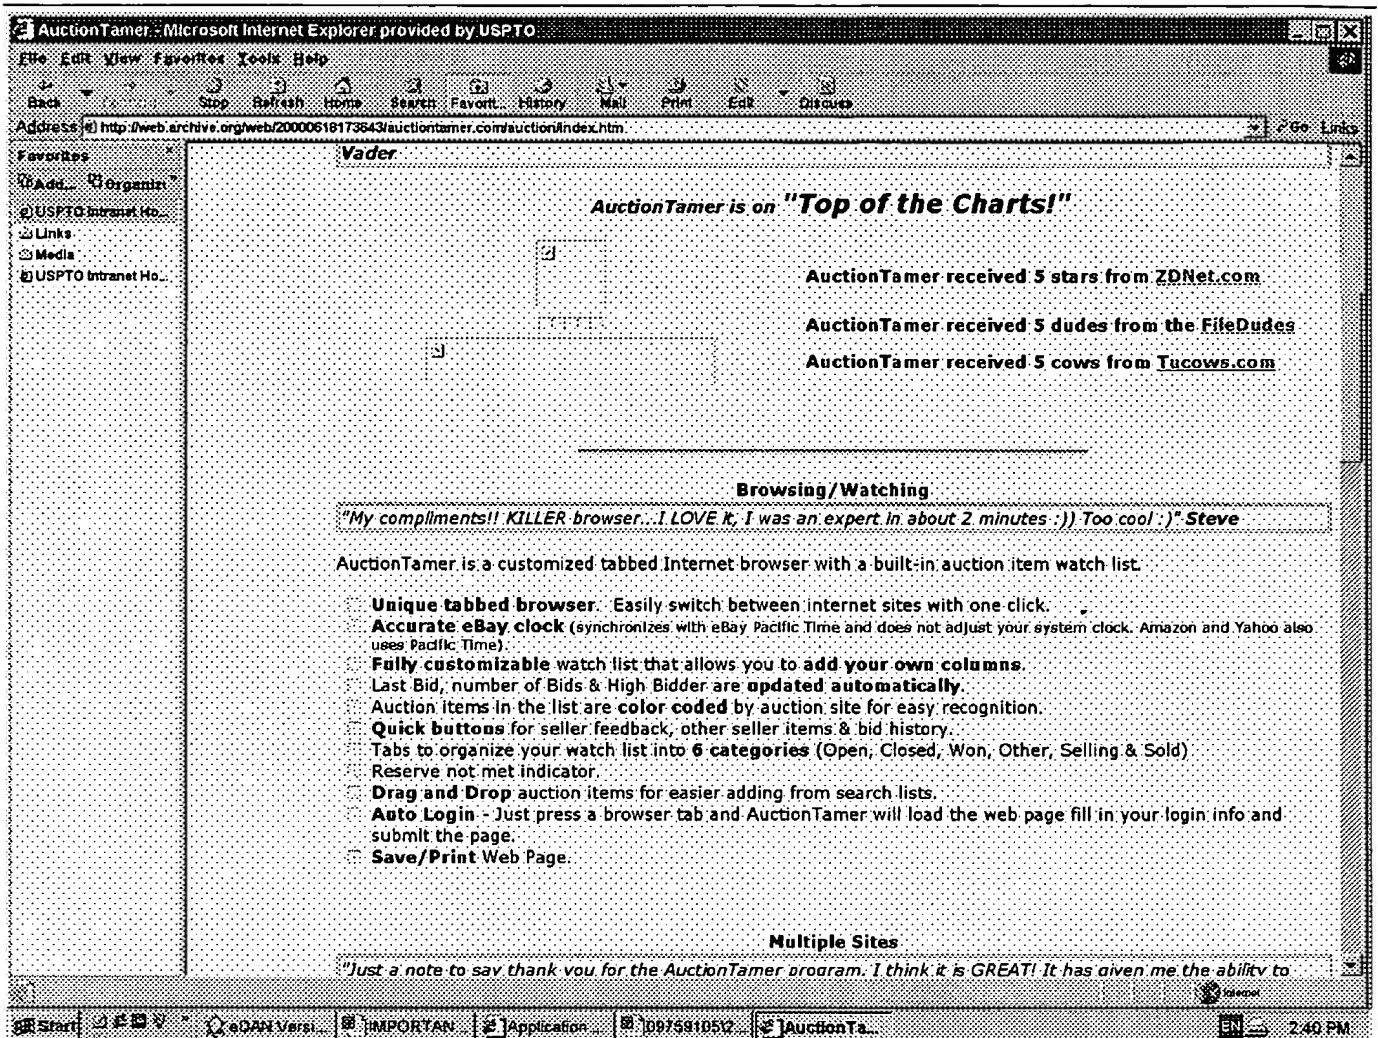 AuctionTamer - Microsoft Internet Explorer provided by USPTO
File Edit View Favorites Tools Help
Back Stop Refresh Home Search Favorit... History Mail Print Edit Discuss
Address http://web.archive.org/web/20000618173643/auctiontamer.com/auction/index.htm Go Links
Favorites
Add... Organize
USPTO Intranet Ho...
Links
Media
USPTO Intranet Ho...
Vader
AuctionTamer is on "Top of the Charts!"
AuctionTamer received 5 stars from ZDNet.com
AuctionTamer received 5 dudes from the FileDudes
AuctionTamer received 5 cows from Tucows.com
Browsing/Watching
"My compliments!! KILLER browser...I LOVE it, I was an expert in about 2 minutes :)) Too cool :)" Steve
AuctionTamer is a customized tabbed Internet browser with a built-in auction item watch list.
Unique tabbed browser. Easily switch between internet sites with one click.
Accurate eBay clock (synchronizes with eBay Pacific Time and does not adjust your system clock. Amazon and Yahoo also
uses Pacific Time).
Fully customizable watch list that allows you to add your own columns.
Last Bid, number of Bids & High Bidder are updated automatically.
Auction items in the list are color coded by auction site for easy recognition.
Quick buttons for seller feedback, other seller items & bid history.
Tabs to organize your watch list into 6 categories (Open, Closed, Won, Other, Selling & Sold)
Reserve not met indicator.
Drag and Drop auction items for easier adding from search lists.
Auto Login - Just press a browser tab and AuctionTamer will load the web page fill in your login info and
submit the page.
Save/Print Web Page.
Multiple Sites
"Just a note to say thank you for the AuctionTamer program. I think it is GREAT! It has given me the ability to
Internet
Start eDAN Versi... IMPORTAN... Application ... 09759105\2... AuctionTa... EN 2:40 PM